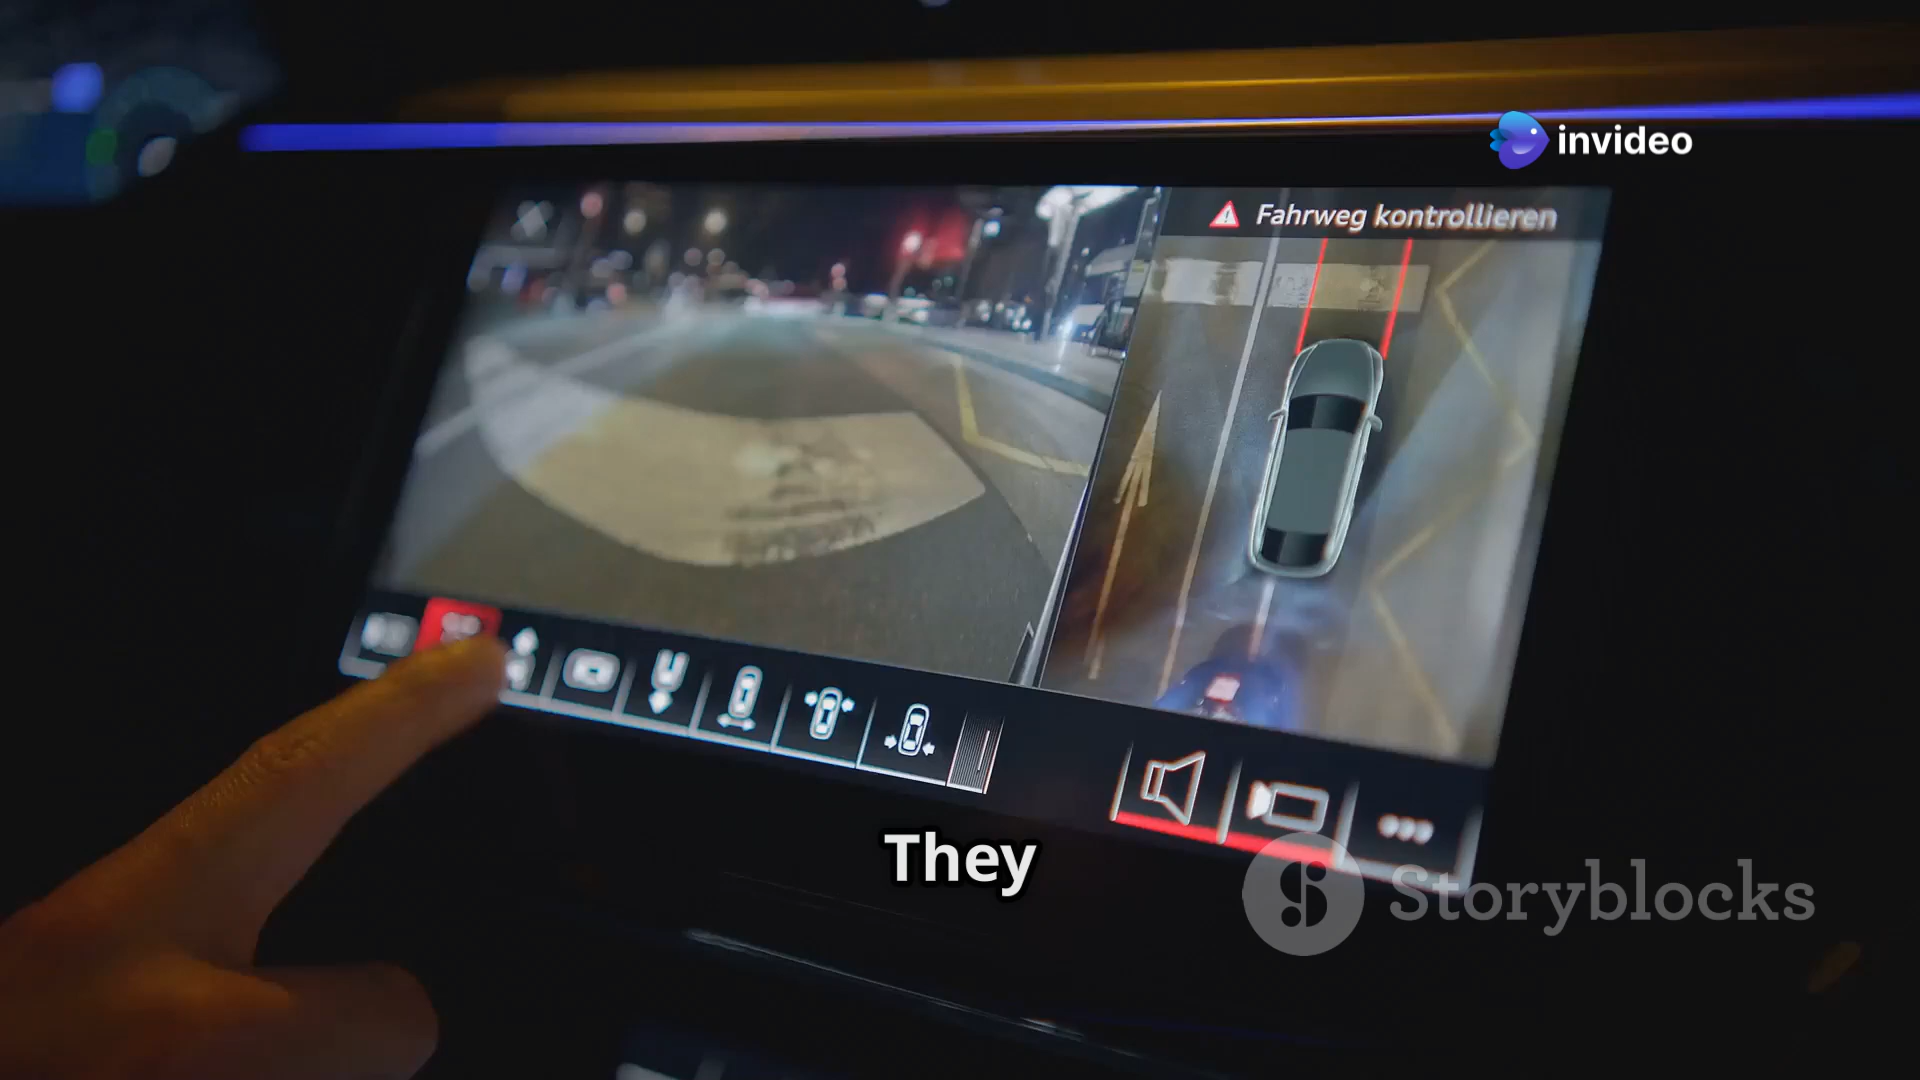 invideo
Fahrweg kontrollieren
They
Storyblocks